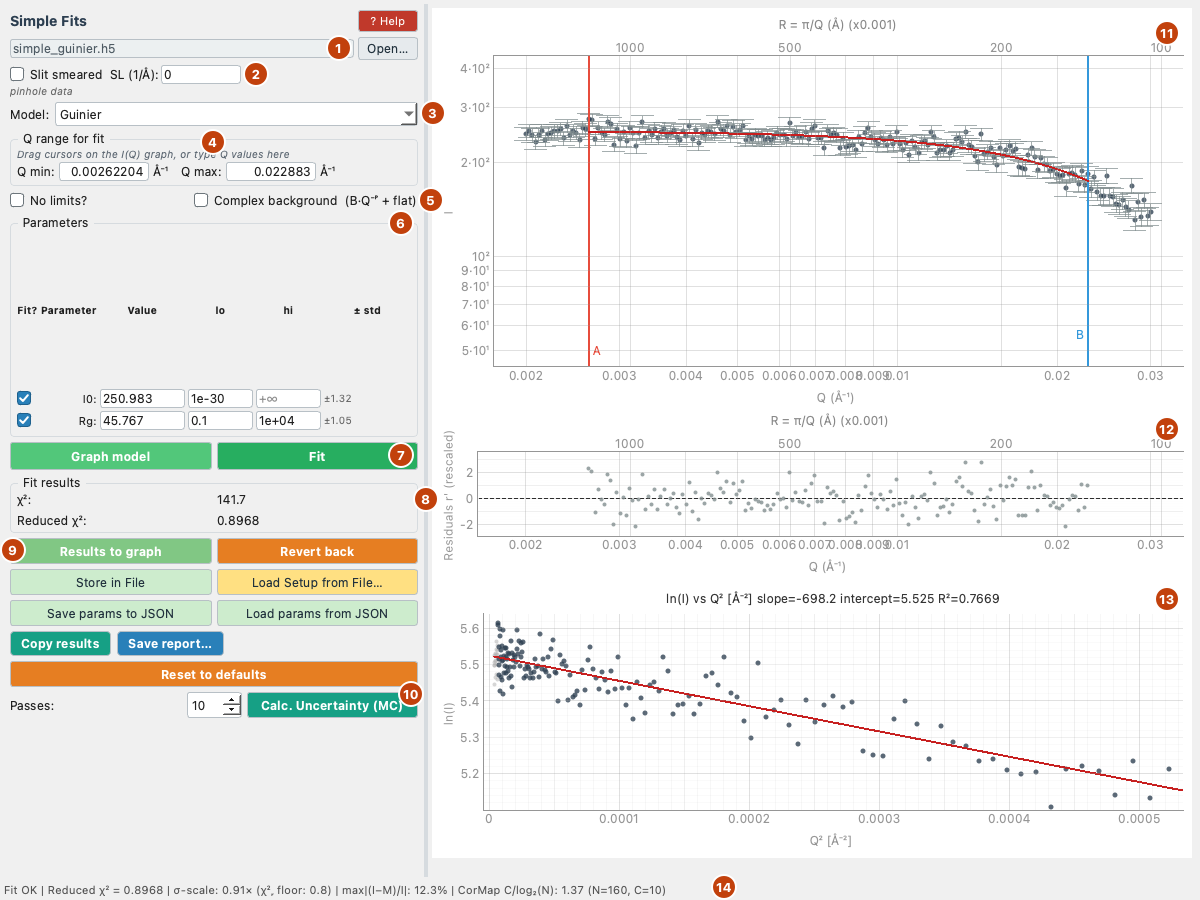 Simple Fits
? Help
simple_guinier.h5
1
Open...
Slit smeared SL (1/Å): 0
2
pinhole data
Model: Guinier
3
Q range for fit
4
Drag cursors on the I(Q) graph, or type Q values here
Q min: 0.00262204 Å⁻¹ Q max: 0.022883 Å⁻¹
No limits?
Complex background (B·Q⁻ᴾ + flat)
5
Parameters
6
Fit? Parameter Value lo hi ± std
I0: 250.983 1e-30 +∞ ±1.32
Rg: 45.767 0.1 1e+04 ±1.05
Graph model
Fit
7
Fit results
χ²: 141.7
8
Reduced χ²: 0.8968
9
Results to graph
Revert back
Store in File
Load Setup from File...
Save params to JSON
Load params from JSON
Copy results
Save report...
Reset to defaults
Passes: 10
Calc. Uncertainty (MC)
10
R = π/Q (Å) (x0.001)
11
1000 500 200 100
4·10²
3·10²
2·10²
10²
9·10¹
8·10¹
7·10¹
6·10¹
5·10¹
I
A
B
0.002 0.003 0.004 0.005 0.006 0.007 0.008 0.009 0.01 0.02 0.03
Q (Å⁻¹)
R = π/Q (Å) (x0.001)
12
1000 500 200 100
Residuals r' (rescaled)
2
0
-2
0.002 0.003 0.004 0.005 0.006 0.007 0.008 0.009 0.01 0.02 0.03
Q (Å⁻¹)
ln(I) vs Q² [Å⁻²] slope=-698.2 intercept=5.525 R²=0.7669
13
ln(I)
5.6
5.5
5.4
5.3
5.2
0 0.0001 0.0002 0.0003 0.0004 0.0005
Q² [Å⁻²]
Fit OK | Reduced χ² = 0.8968 | σ-scale: 0.91× (χ², floor: 0.8) | max|(I−M)/I|: 12.3% | CorMap C/log₂(N): 1.37 (N=160, C=10)
14